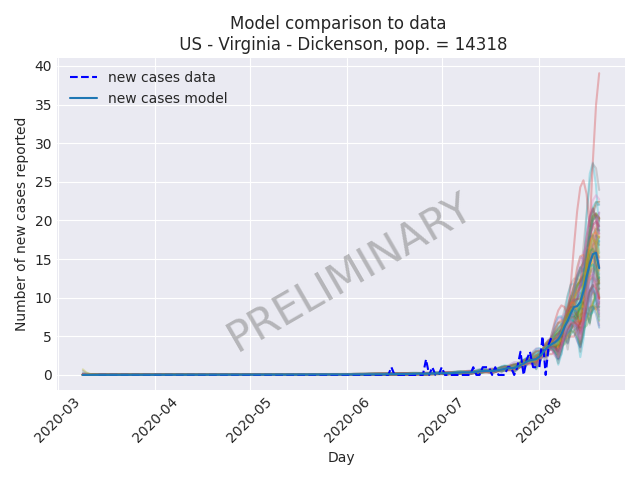 Model comparison to data
US - Virginia - Dickenson, pop. = 14318
new cases data
new cases model
Number of new cases reported
40
35
30
25
20
15
10
5
0
PRELIMINARY
2020-03
2020-04
2020-05
2020-06
2020-07
2020-08
Day